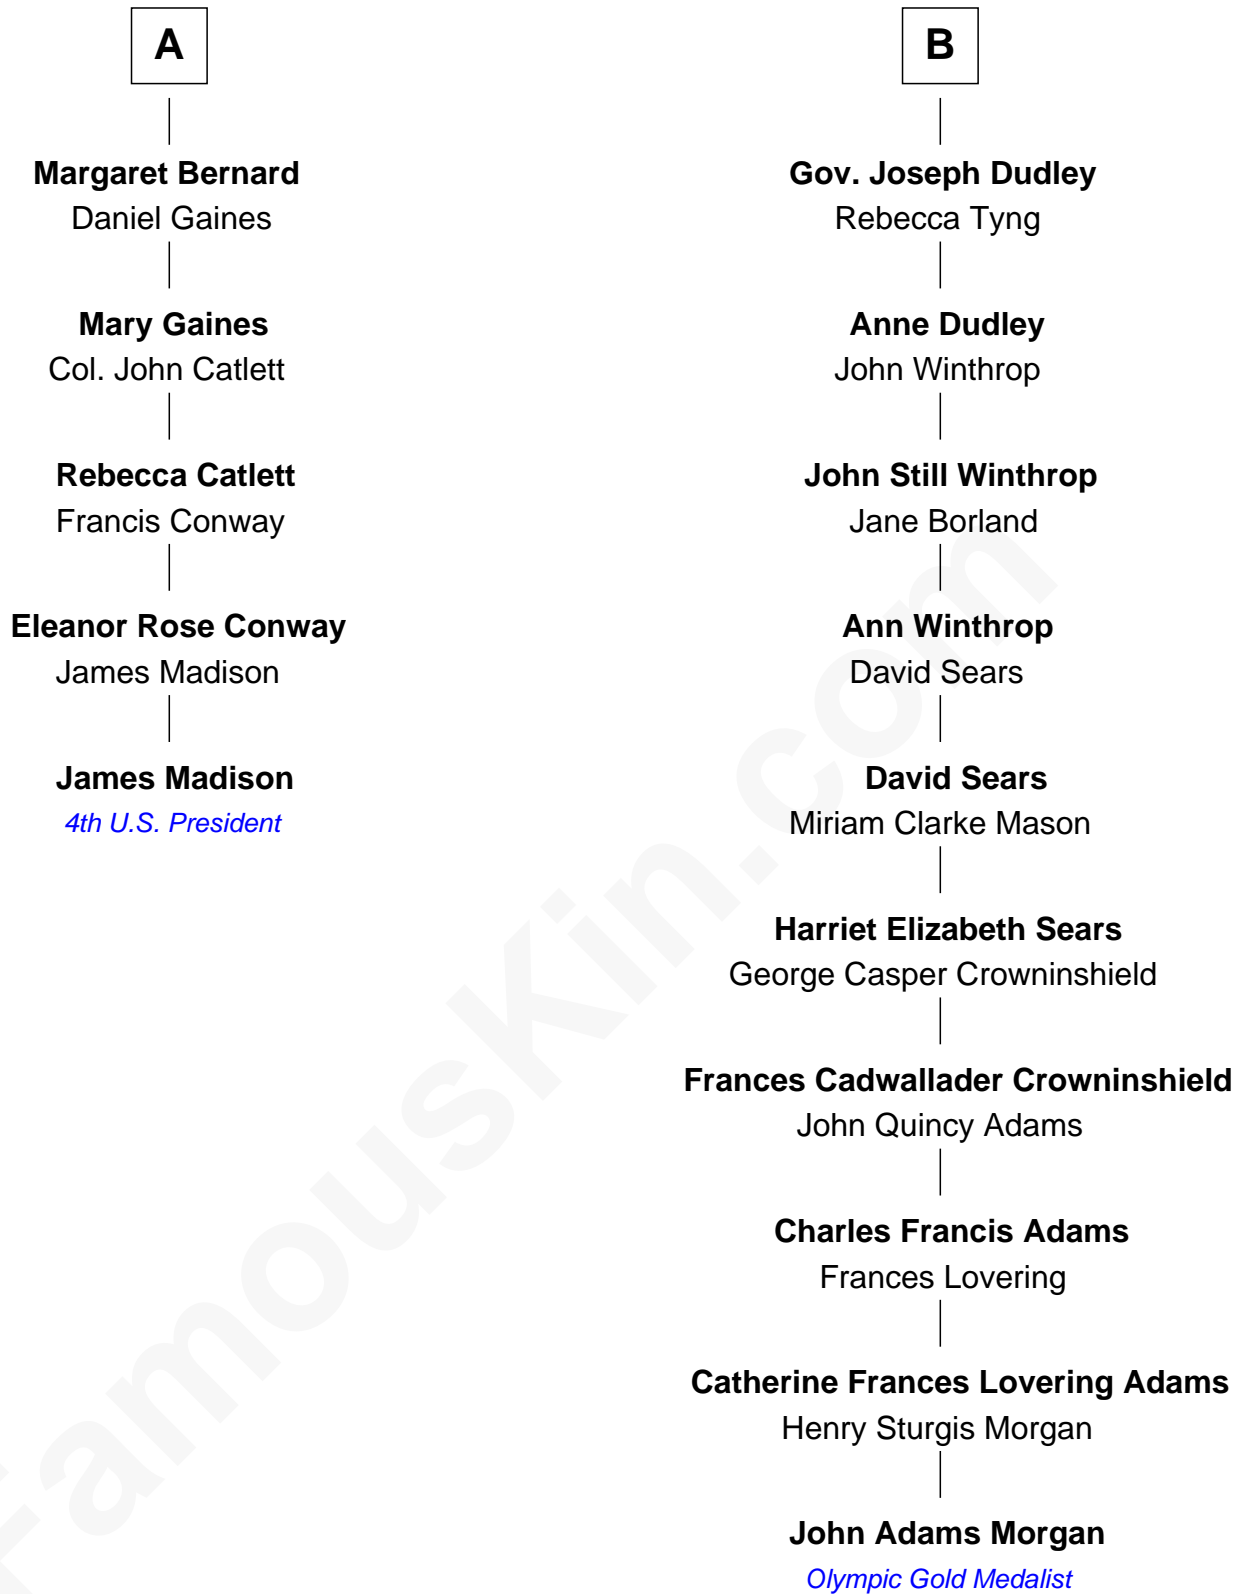 A
Margaret Bernard
Daniel Gaines
Mary Gaines
Col. John Catlett
Rebecca Catlett
Francis Conway
Eleanor Rose Conway
James Madison
James Madison
4th U.S. President
B
Gov. Joseph Dudley
Rebecca Tyng
Anne Dudley
John Winthrop
John Still Winthrop
Jane Borland
Ann Winthrop
David Sears
David Sears
Miriam Clarke Mason
Harriet Elizabeth Sears
George Casper Crowninshield
Frances Cadwallader Crowninshield
John Quincy Adams
Charles Francis Adams
Frances Lovering
Catherine Frances Lovering Adams
Henry Sturgis Morgan
John Adams Morgan
Olympic Gold Medalist
FamousKin.com